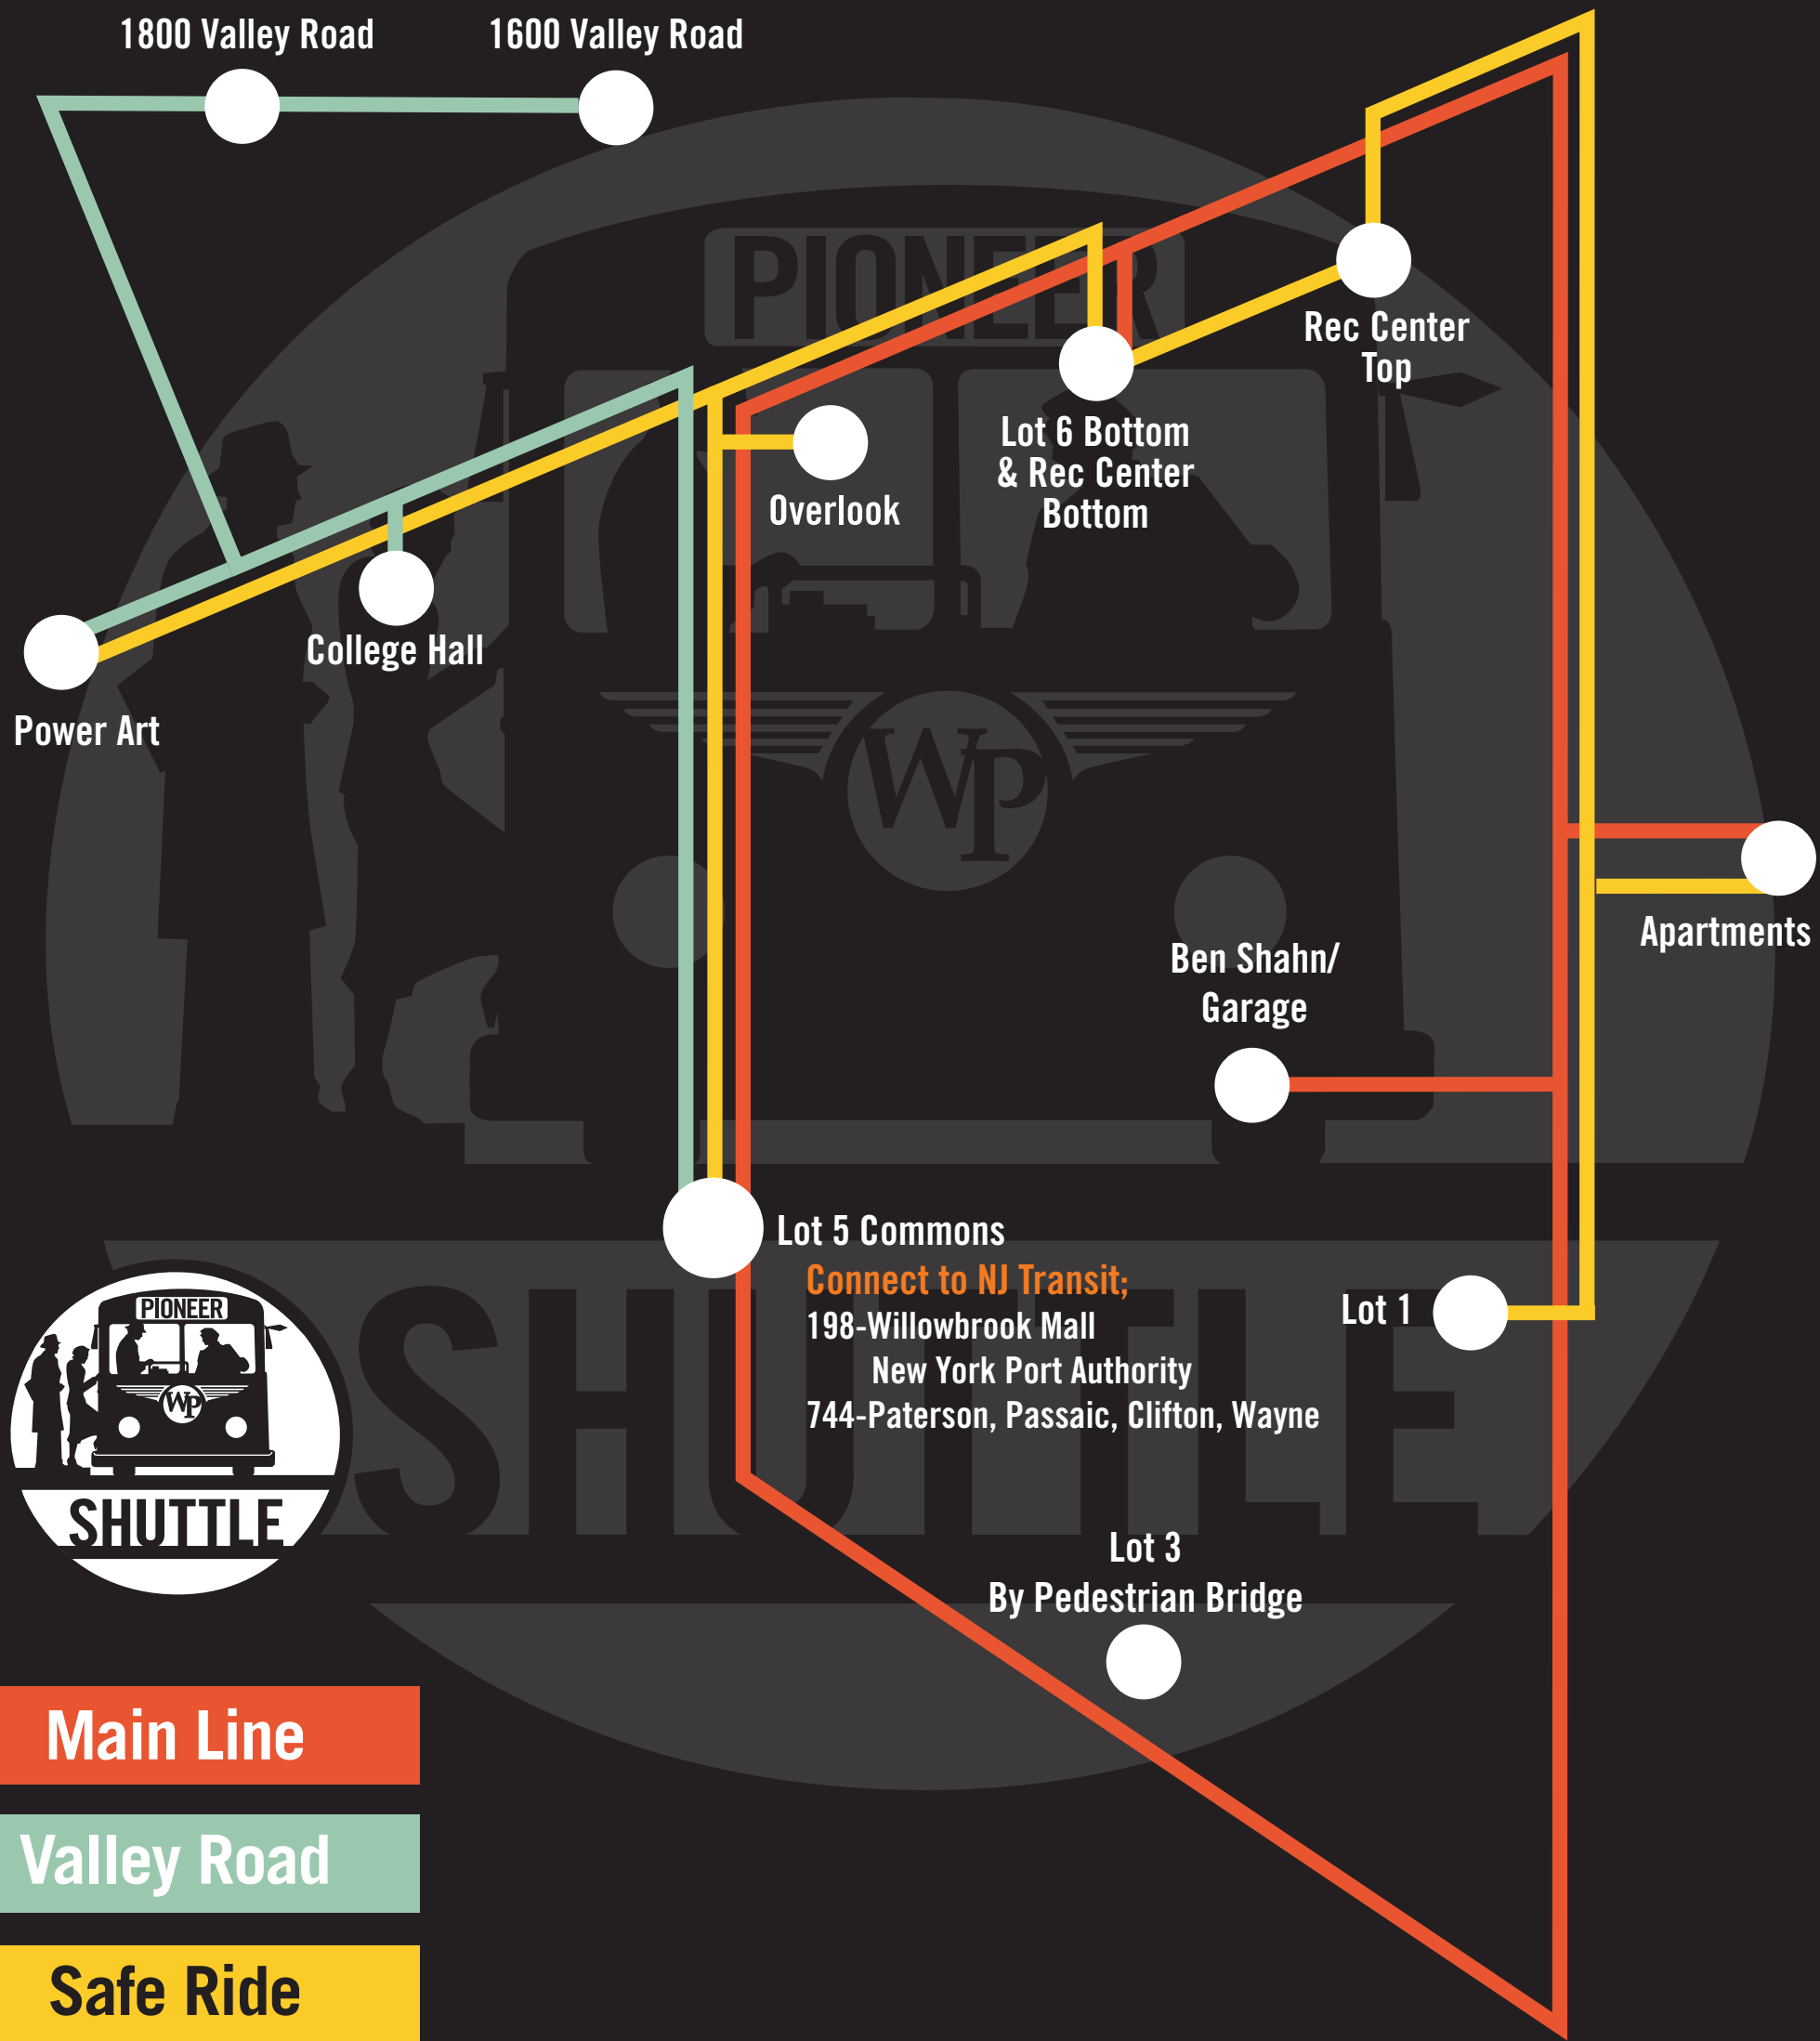 1800 Valley Road
1600 Valley Road
PIONEER
Rec Center
Top
Lot 6 Bottom
& Rec Center
Bottom
Overlook
College Hall
Power Art
WP
Apartments
Ben Shahn/
Garage
Lot 5 Commons
Connect to NJ Transit;
198-Willowbrook Mall
New York Port Authority
744-Paterson, Passaic, Clifton, Wayne
Lot 1
SHUTTLE
PIONEER
WP
SHUTTLE
Lot 3
By Pedestrian Bridge
Main Line
Valley Road
Safe Ride